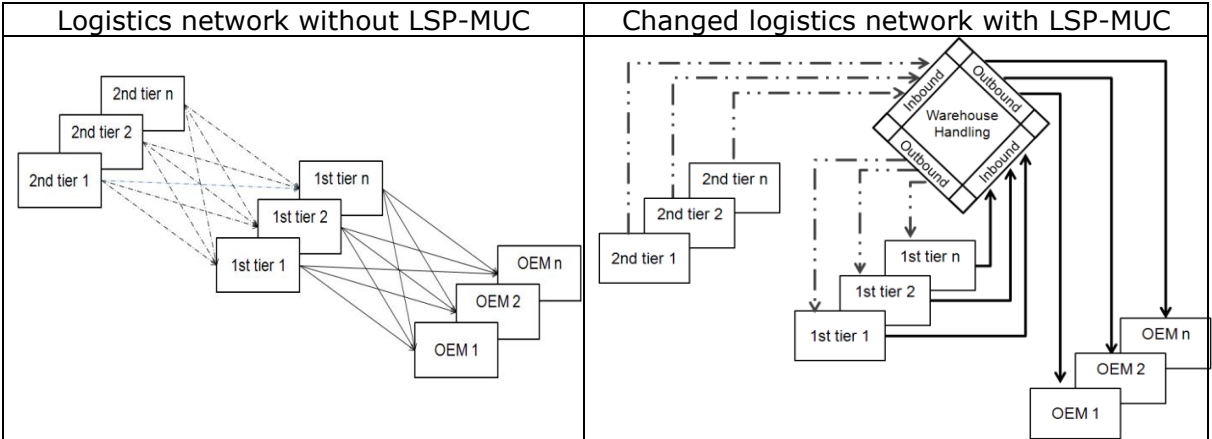 Logistics network without LSP-MUC
2nd tier n
2nd tier 2
2nd tier 1
1st tier n
1st tier 2
1st tier 1
OEM n
OEM 2
OEM 1
Changed logistics network with LSP-MUC
Inbound
Outbound
Warehouse
Handling
Outbound
Inbound
2nd tier n
2nd tier 2
2nd tier 1
1st tier n
1st tier 2
1st tier 1
OEM n
OEM 2
OEM 1